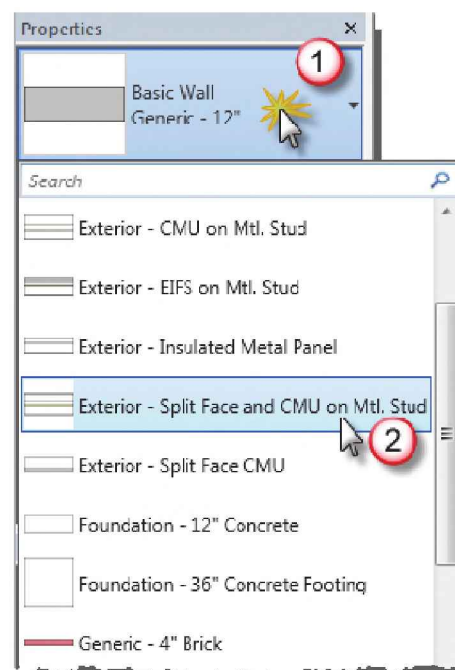 Properties
1
Basic Wall
Generic - 12"
Search
Exterior - CMU on Mtl. Stud
Exterior - EIFS on Mtl. Stud
Exterior - Insulated Metal Panel
Exterior - Split Face and CMU on Mtl. Stud
2
Exterior - Split Face CMU
Foundation - 12" Concrete
Foundation - 36" Concrete Footing
Generic - 4" Brick